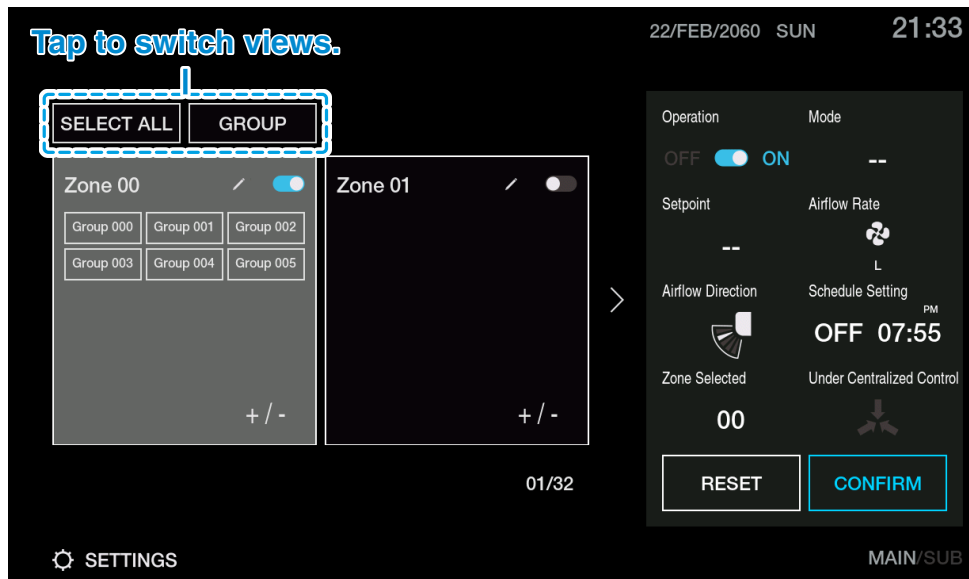 Tap to switch views.
22/FEB/2060 SUN 21:33
SELECT ALL GROUP
Zone 00
Group 000 Group 001 Group 002
Group 003 Group 004 Group 005
+ / -
Zone 01
+ / -
01/32
Operation Mode
OFF ON --
Setpoint Airflow Rate
--
L
Airflow Direction Schedule Setting
PM
OFF 07:55
Zone Selected Under Centralized Control
00
RESET CONFIRM
SETTINGS
MAIN/SUB